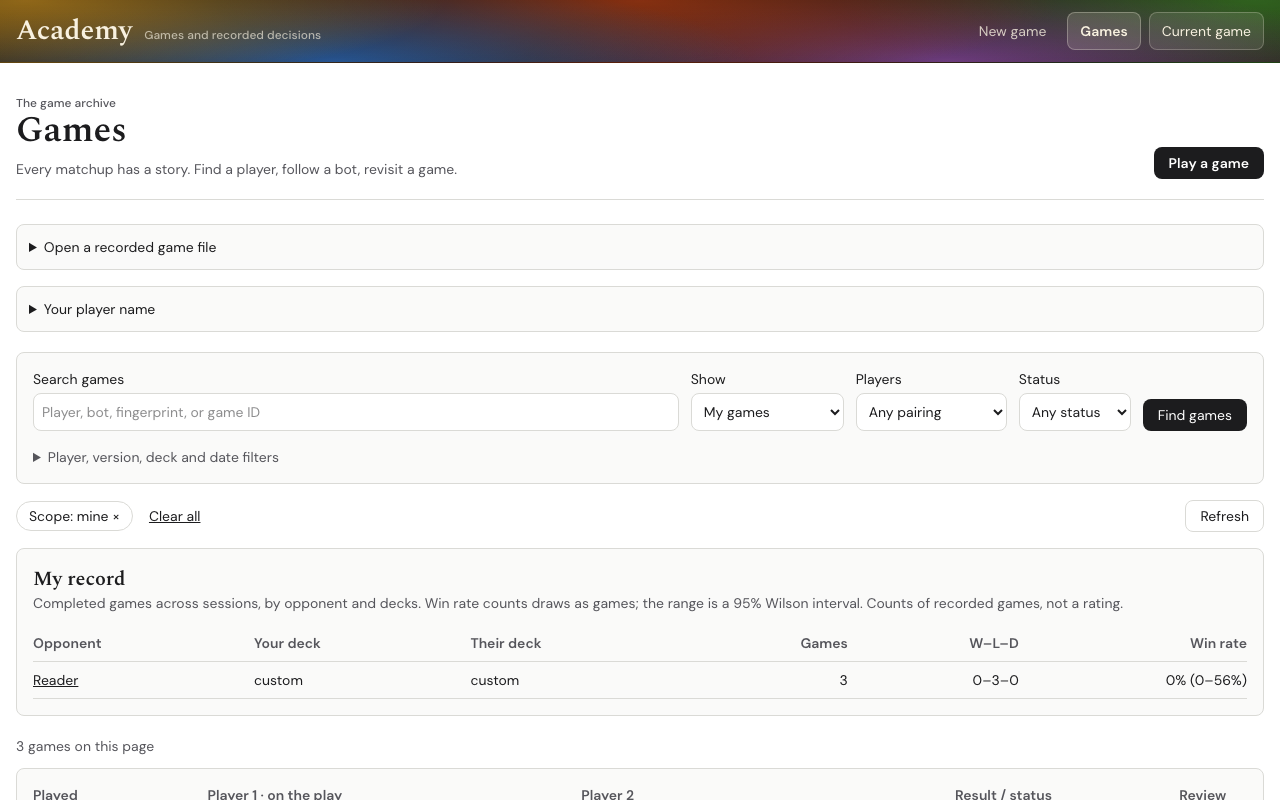 Academy Games and recorded decisions New game Games Current game
The game archive
Games
Every matchup has a story. Find a player, follow a bot, revisit a game.
Play a game
Open a recorded game file
Your player name
Search games Show Players Status
Player, bot, fingerprint, or game ID My games Any pairing Any status Find games
Player, version, deck and date filters
Scope: mine × Clear all Refresh
My record
Completed games across sessions, by opponent and decks. Win rate counts draws as games; the range is a 95% Wilson interval. Counts of recorded games, not a rating.
Opponent Your deck Their deck Games W–L–D Win rate
Reader custom custom 3 0–3–0 0% (0–56%)
3 games on this page
Played Player 1 · on the play Player 2 Result / status Review